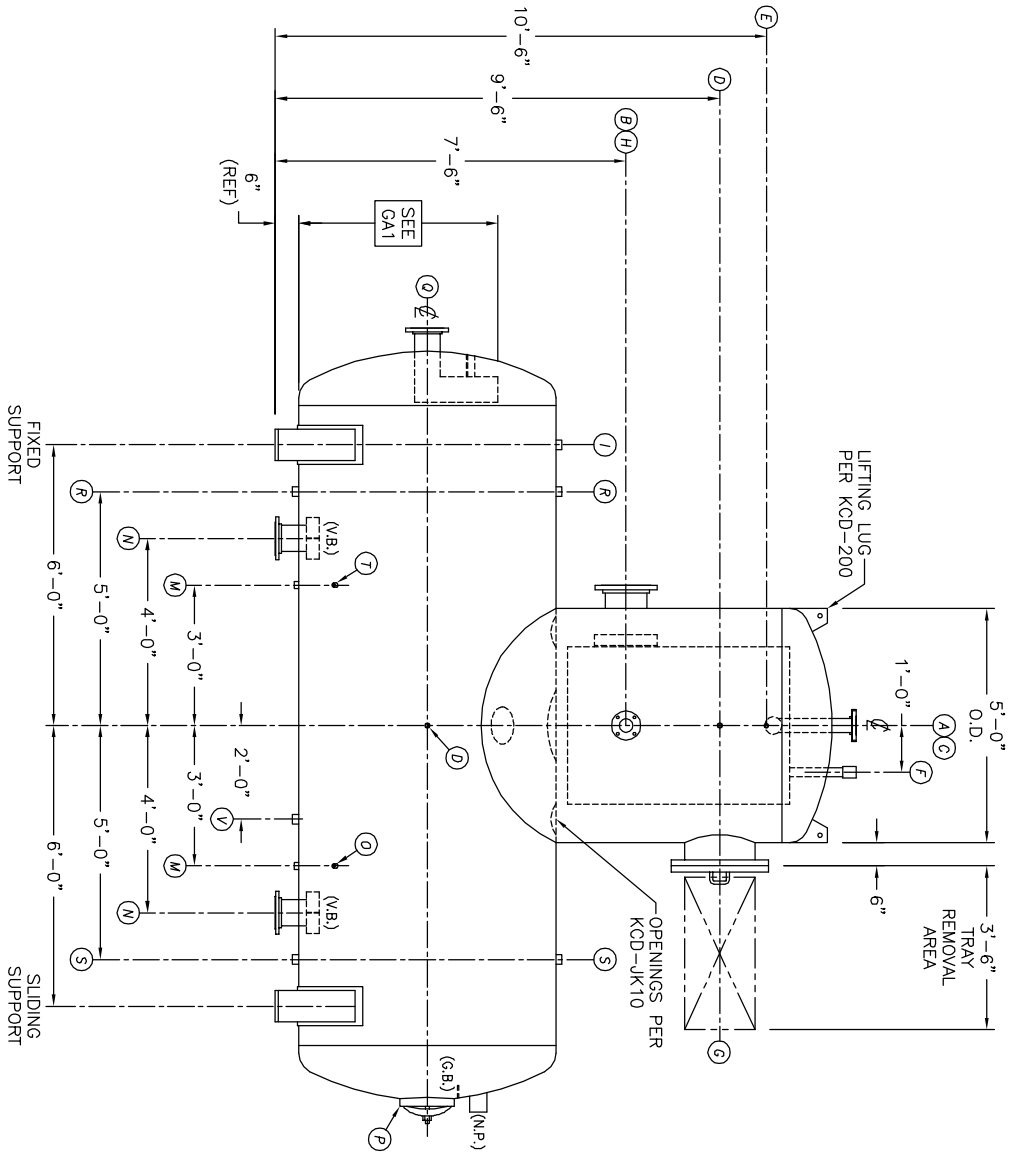 E
10'-6"
D
9'-6"
B H
7'-6"
6"
(REF)
SEE
GA1
Q
℄
5'-0"
O.D.
1'-0"
A
C
℄
F
LIFTING LUG
PER KCD-200
6"
3'-6"
TRAY
REMOVAL
AREA
OPENINGS PER
KCD-JK10
G
I
R
S
(V.B.)
T
D
O
(V.B.)
(G.B.)
(N.P.)
P
M
3'-0"
3'-0"
M
2'-0"
V
N
4'-0"
4'-0"
N
R
5'-0"
5'-0"
S
6'-0"
6'-0"
FIXED
SUPPORT
SLIDING
SUPPORT